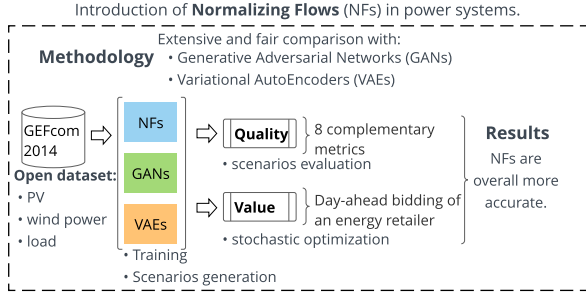 Introduction of Normalizing Flows (NFs) in power systems.
Extensive and fair comparison with:
Methodology
• Generative Adversarial Networks (GANs)
• Variational AutoEncoders (VAEs)
GEFcom
2014
Open dataset:
• PV
• wind power
• load
NFs
GANs
VAEs
• Training
• Scenarios generation
Quality
8 complementary
metrics
• scenarios evaluation
Value
Day-ahead bidding of
an energy retailer
• stochastic optimization
Results
NFs are
overall more
accurate.